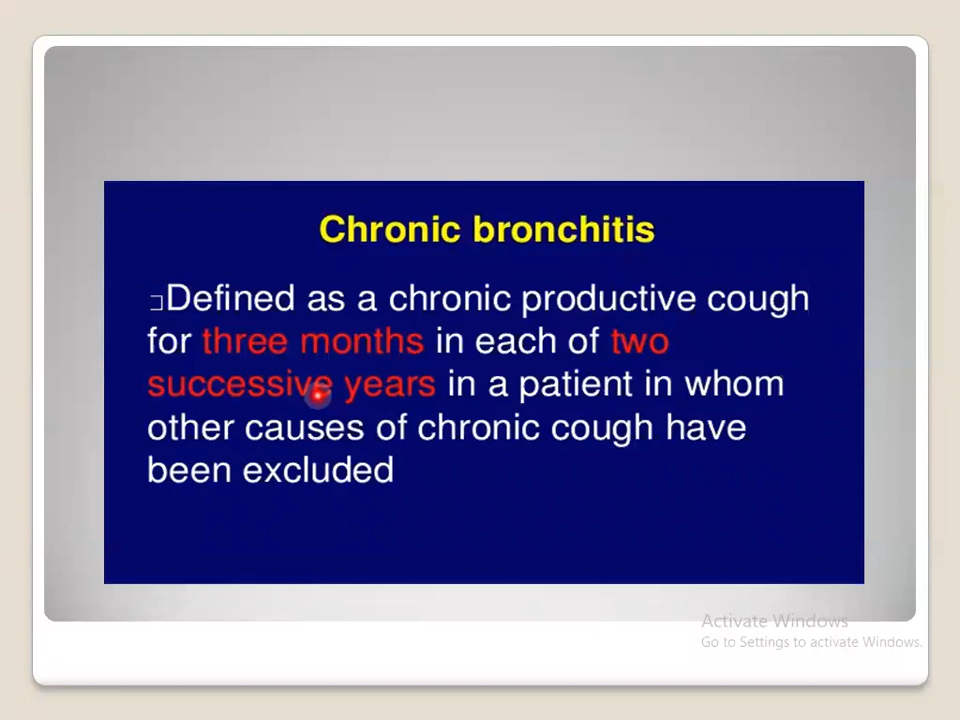 Chronic bronchitis
□Defined as a chronic productive cough
for three months in each of two
successive years in a patient in whom
other causes of chronic cough have
been excluded
Activate Windows
Go to Settings to activate Windows.